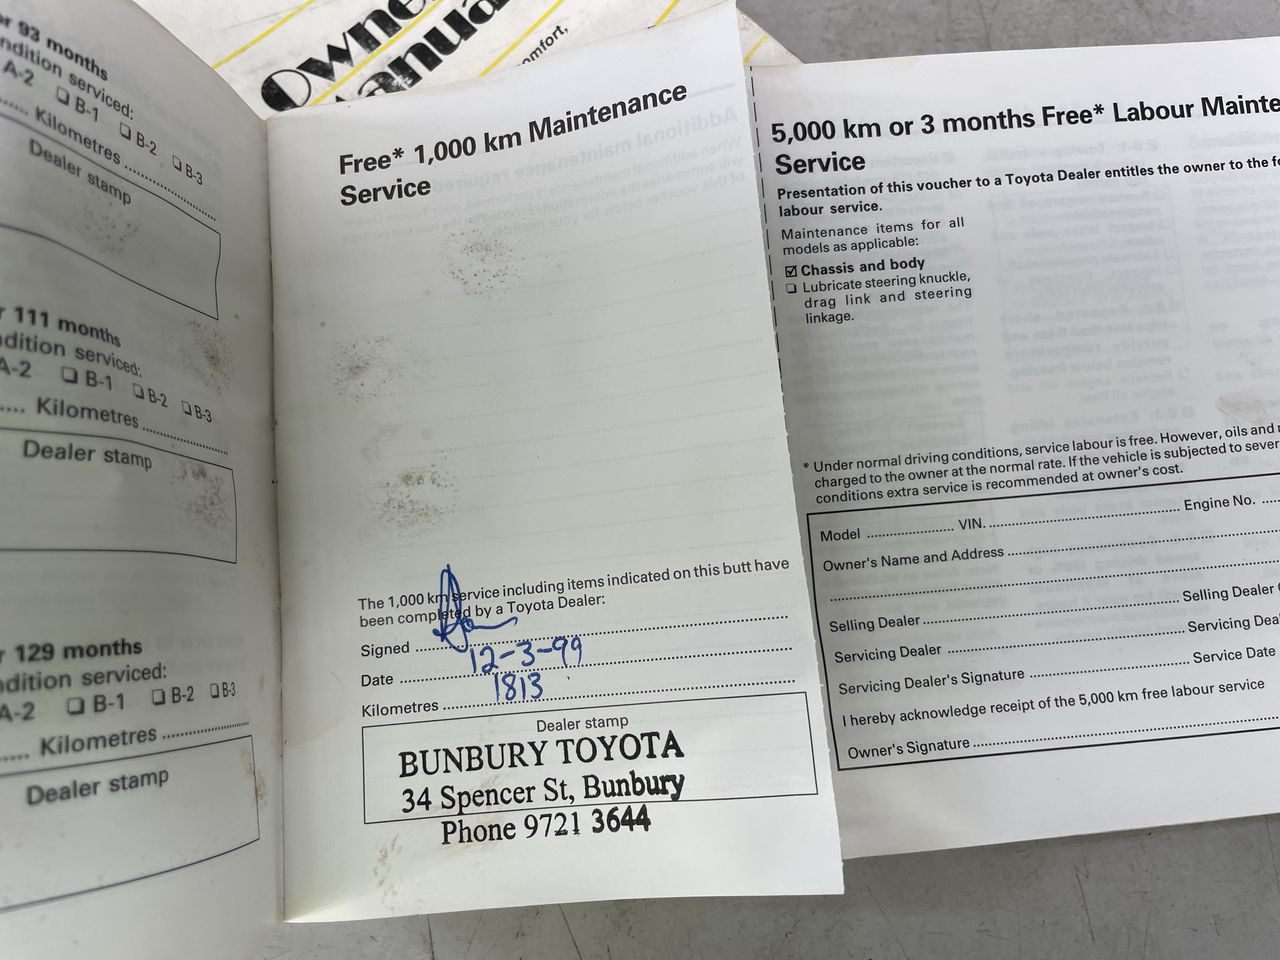 Owne
Manua
omfort,
r 93 months
ndition serviced:
A-2 ❏ B-1 ❏ B-2 ❏ B-3
..... Kilometres ....................
Dealer stamp
r 111 months
ndition serviced:
A-2 ❏ B-1 ❏ B-2 ❏ B-3
.... Kilometres ....................
Dealer stamp
r 129 months
ndition serviced:
A-2 ❏ B-1 ❏ B-2 ❏ B-3
..... Kilometres ....................
Dealer stamp
Free* 1,000 km Maintenance
Service
The 1,000 km service including items indicated on this butt have
been completed by a Toyota Dealer:
Signed ....................
Date 12-3-99
Kilometres 1813
Dealer stamp
BUNBURY TOYOTA
34 Spencer St, Bunbury
Phone 9721 3644
5,000 km or 3 months Free* Labour Mainte
Service
Presentation of this voucher to a Toyota Dealer entitles the owner to the fo
labour service.
Maintenance items for all
models as applicable:
☑ Chassis and body
❏ Lubricate steering knuckle,
drag link and steering
linkage.
* Under normal driving conditions, service labour is free. However, oils and
charged to the owner at the normal rate. If the vehicle is subjected to sever
conditions extra service is recommended at owner's cost.
Model .................... VIN. .................... Engine No. .....
Owner's Name and Address ....................
Selling Dealer .................... Selling Dealer
Servicing Dealer .................... Servicing Deal
Servicing Dealer's Signature .................... Service Date
I hereby acknowledge receipt of the 5,000 km free labour service
Owner's Signature ....................